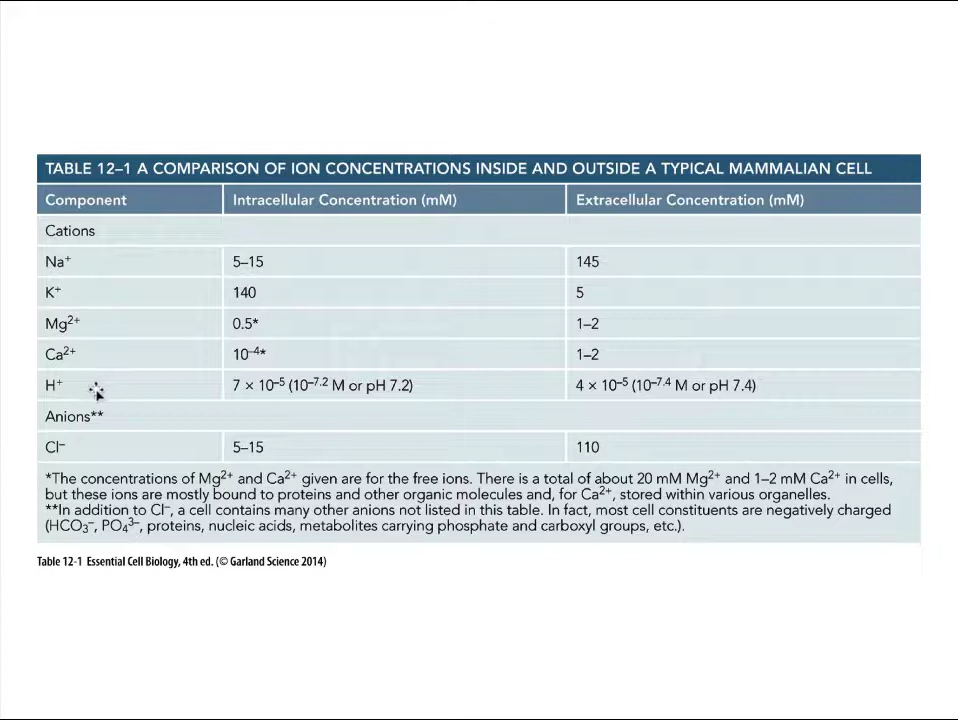 TABLE 12–1 A COMPARISON OF ION CONCENTRATIONS INSIDE AND OUTSIDE A TYPICAL MAMMALIAN CELL
Component Intracellular Concentration (mM) Extracellular Concentration (mM)
Cations
Na⁺ 5–15 145
K⁺ 140 5
Mg²⁺ 0.5* 1–2
Ca²⁺ 10⁻⁴* 1–2
H⁺ 7 × 10⁻⁵ (10⁻⁷·² M or pH 7.2) 4 × 10⁻⁵ (10⁻⁷·⁴ M or pH 7.4)
Anions**
Cl⁻ 5–15 110
*The concentrations of Mg²⁺ and Ca²⁺ given are for the free ions. There is a total of about 20 mM Mg²⁺ and 1–2 mM Ca²⁺ in cells,
but these ions are mostly bound to proteins and other organic molecules and, for Ca²⁺, stored within various organelles.
**In addition to Cl⁻, a cell contains many other anions not listed in this table. In fact, most cell constituents are negatively charged
(HCO₃⁻, PO₄³⁻, proteins, nucleic acids, metabolites carrying phosphate and carboxyl groups, etc.).
Table 12-1 Essential Cell Biology, 4th ed. (© Garland Science 2014)